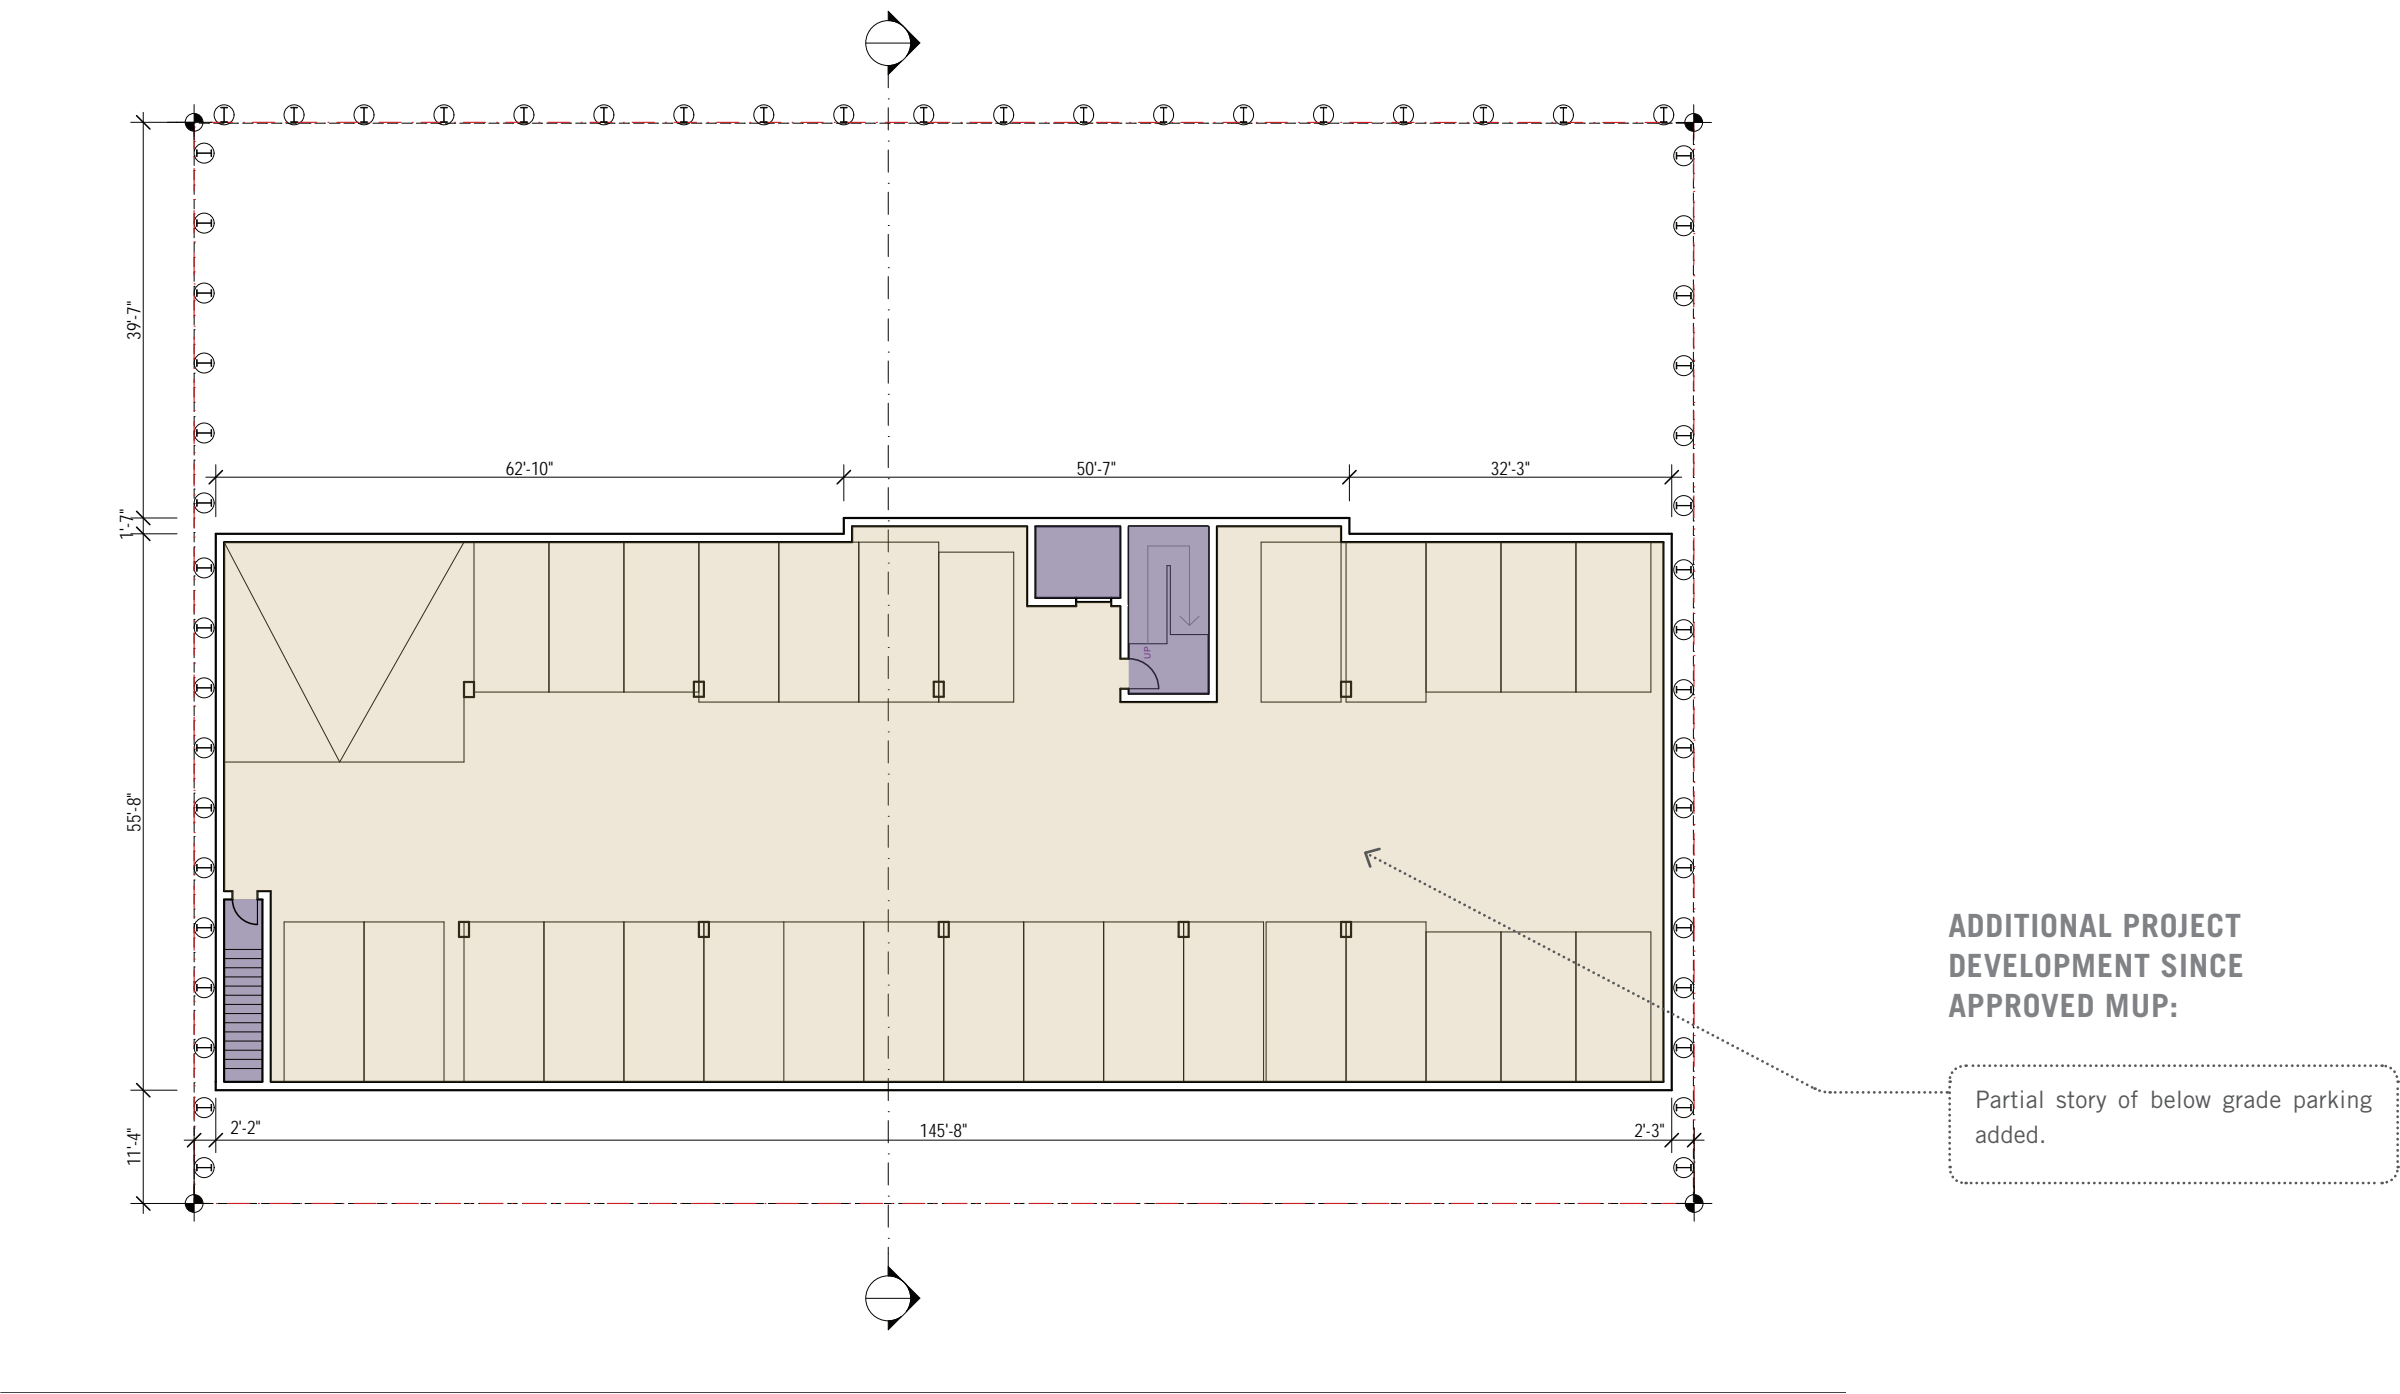 39'-7"
62'-10"
50'-7"
32'-3"
1'-7"
UP
55'-8"
ADDITIONAL PROJECT
DEVELOPMENT SINCE
APPROVED MUP:
Partial story of below grade parking
added.
11'-4"
2'-2"
145'-8"
2'-3"